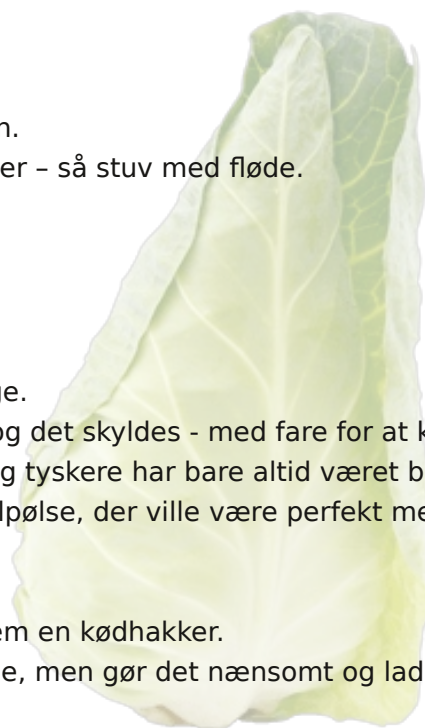 n.
er – så stuv med fløde.
ge.
og det skyldes - med fare for at k
g tyskere har bare altid været b
lpølse, der ville være perfekt me
em en kødhakker.
e, men gør det nænsomt og lad